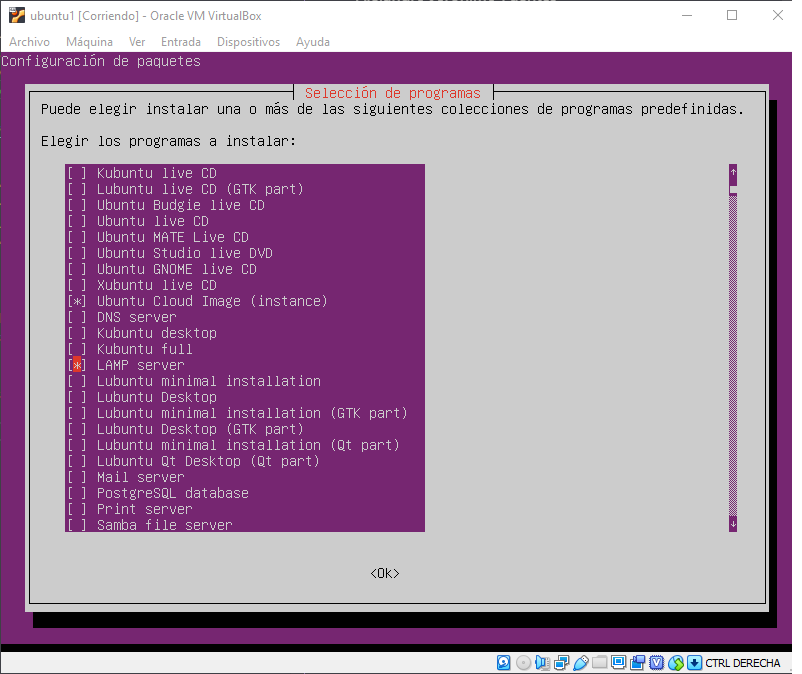 ubuntu1 [Corriendo] - Oracle VM VirtualBox
Archivo Máquina Ver Entrada Dispositivos Ayuda
Configuración de paquetes
Selección de programas
Puede elegir instalar una o más de las siguientes colecciones de programas predefinidas.
Elegir los programas a instalar:
[ ] Kubuntu live CD
[ ] Lubuntu live CD (GTK part)
[ ] Ubuntu Budgie live CD
[ ] Ubuntu live CD
[ ] Ubuntu MATE Live CD
[ ] Ubuntu Studio live DVD
[ ] Ubuntu GNOME live CD
[ ] Xubuntu live CD
[*] Ubuntu Cloud Image (instance)
[ ] DNS server
[ ] Kubuntu desktop
[ ] Kubuntu full
[*] LAMP server
[ ] Lubuntu minimal installation
[ ] Lubuntu Desktop
[ ] Lubuntu minimal installation (GTK part)
[ ] Lubuntu Desktop (GTK part)
[ ] Lubuntu minimal installation (Qt part)
[ ] Lubuntu Qt Desktop (Qt part)
[ ] Mail server
[ ] PostgreSQL database
[ ] Print server
[ ] Samba file server
<Ok>
CTRL DERECHA